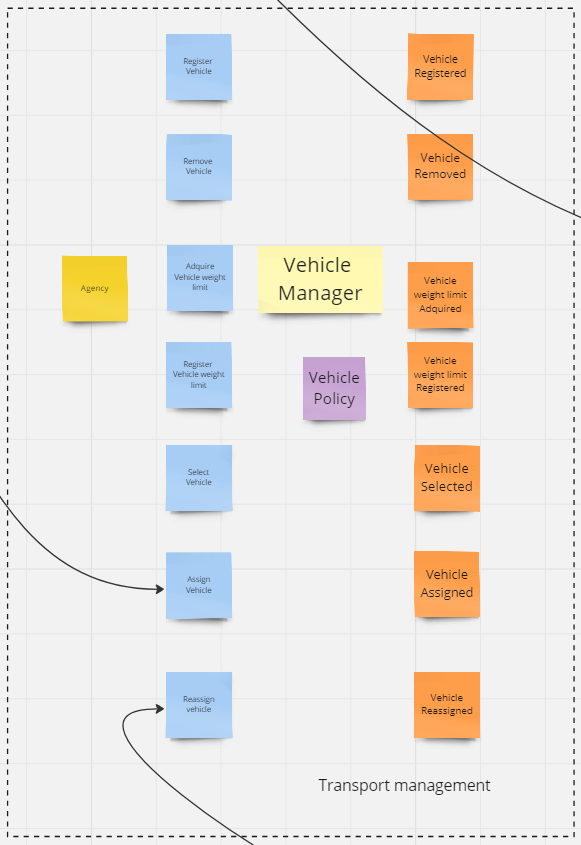 Register
Vehicle
Vehicle
Registered
Remove
Vehicle
Vehicle
Removed
Agency
Adquire
Vehicle weight
limit
Vehicle
Manager
Vehicle
weight limit
Adquired
Register
Vehicle weight
limit
Vehicle
Policy
Vehicle
weight limit
Registered
Select
Vehicle
Vehicle
Selected
Assign
Vehicle
Vehicle
Assigned
Reassign
vehicle
Vehicle
Reassigned
Transport management